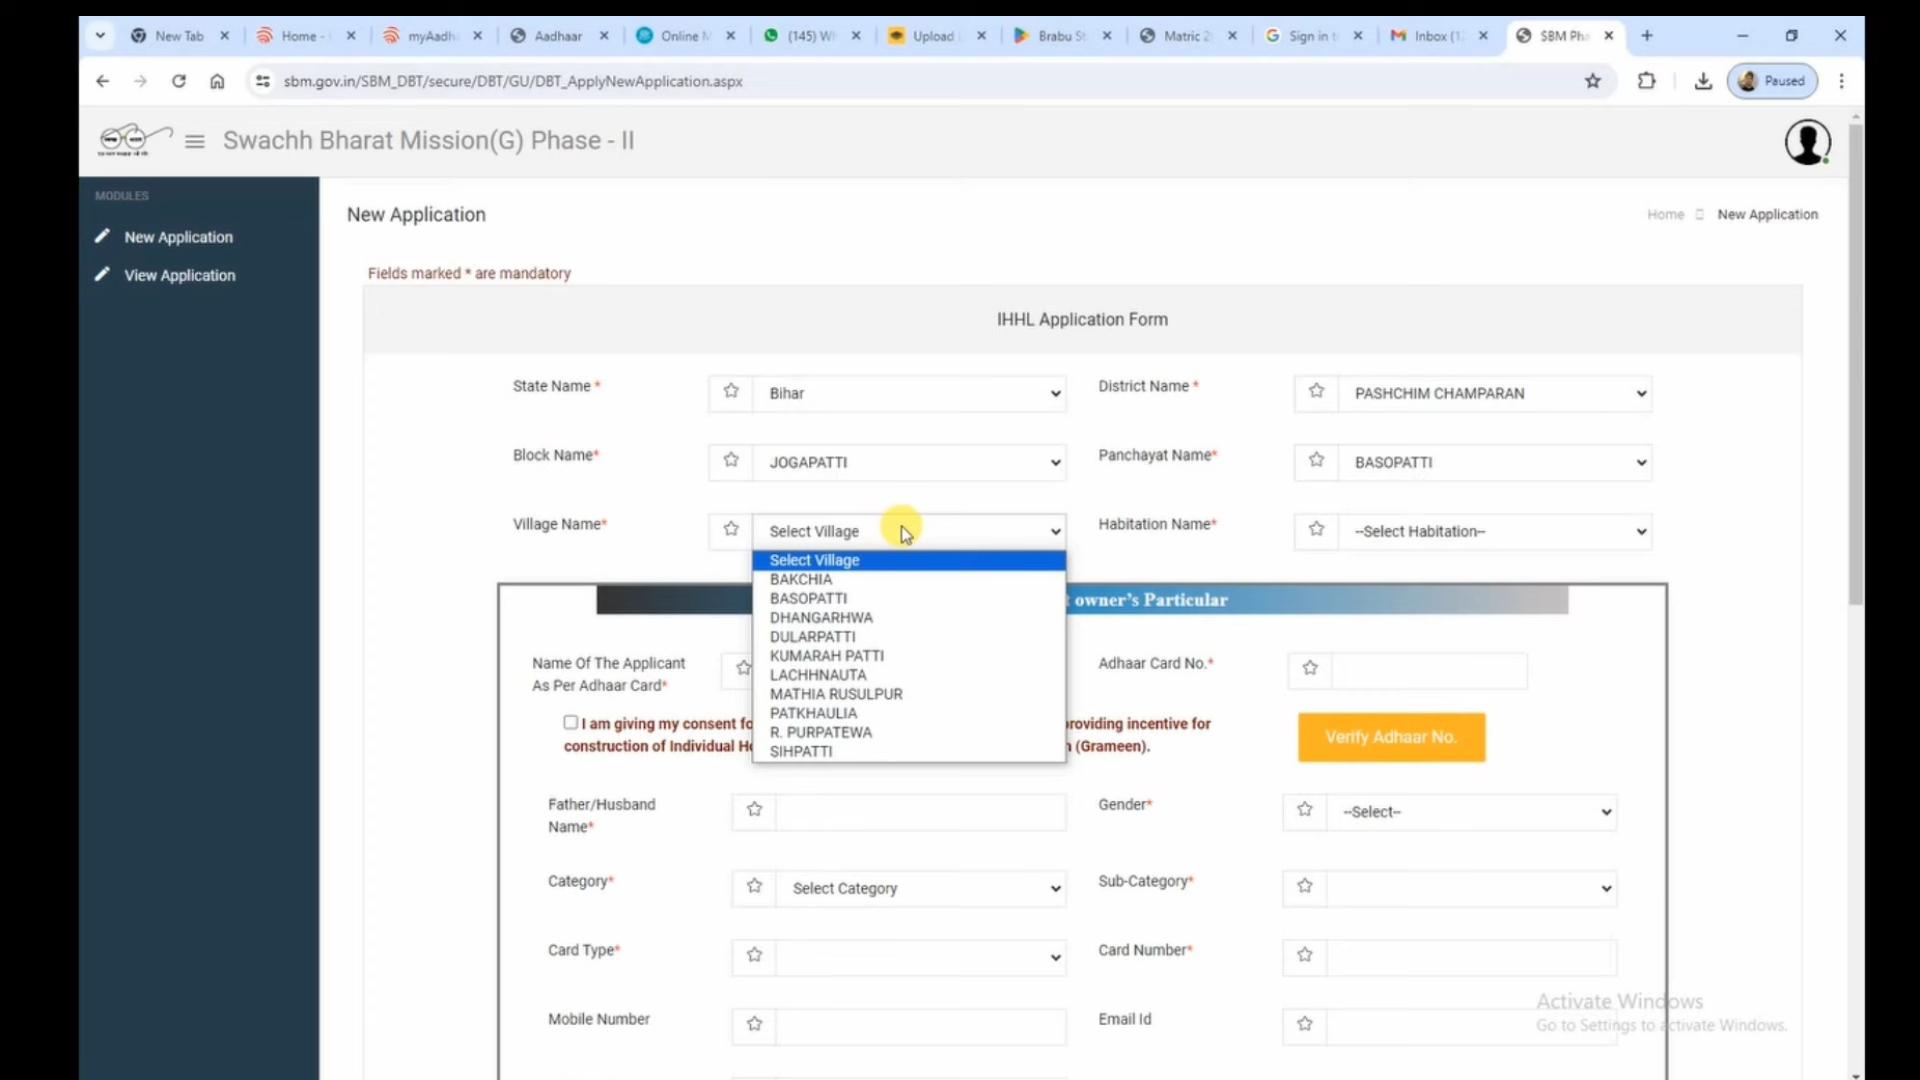 New Tab
Home -
myAadh
Aadhaar
Online M
(145) Wh
Upload
Brabu St
Matric 2
Sign in t
Inbox (1
SBM Pha
sbm.gov.in/SBM_DBT/secure/DBT/GU/DBT_ApplyNewApplication.aspx
Paused
Swachh Bharat Mission(G) Phase - II
MODULES
New Application
View Application
New Application
Home
New Application
Fields marked * are mandatory
IHHL Application Form
State Name *
Bihar
District Name *
PASHCHIM CHAMPARAN
Block Name*
JOGAPATTI
Panchayat Name*
BASOPATTI
Village Name*
Select Village
Habitation Name*
--Select Habitation--
Select Village
BAKCHIA
BASOPATTI
DHANGARHWA
DULARPATTI
KUMARAH PATTI
LACHHNAUTA
MATHIA RUSULPUR
PATKHAULIA
R. PURPATEWA
SIHPATTI
owner's Particular
Name Of The Applicant
As Per Adhaar Card*
Adhaar Card No.*
I am giving my consent fo
roviding incentive for
construction of Individual Ho
n (Grameen).
Verify Adhaar No.
Father/Husband
Name*
Gender*
--Select--
Category*
Select Category
Sub-Category*
Card Type*
Card Number*
Mobile Number
Email Id
Activate Windows
Go to Settings to activate Windows.